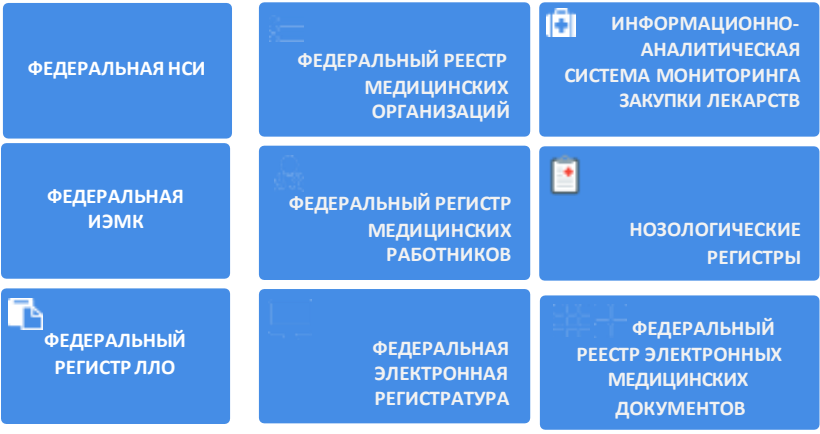 ФЕДЕРАЛЬНАЯ НСИ
ФЕДЕРАЛЬНЫЙ РЕЕСТР
МЕДИЦИНСКИХ
ОРГАНИЗАЦИЙ
ИНФОРМАЦИОННО-
АНАЛИТИЧЕСКАЯ
СИСТЕМА МОНИТОРИНГА
ЗАКУПКИ ЛЕКАРСТВ
ФЕДЕРАЛЬНАЯ
ИЭМК
ФЕДЕРАЛЬНЫЙ РЕГИСТР
МЕДИЦИНСКИХ
РАБОТНИКОВ
НОЗОЛОГИЧЕСКИЕ
РЕГИСТРЫ
ФЕДЕРАЛЬНЫЙ
РЕГИСТР ЛЛО
ФЕДЕРАЛЬНАЯ
ЭЛЕКТРОННАЯ
РЕГИСТРАТУРА
ФЕДЕРАЛЬНЫЙ
РЕЕСТР ЭЛЕКТРОННЫХ
МЕДИЦИНСКИХ
ДОКУМЕНТОВ